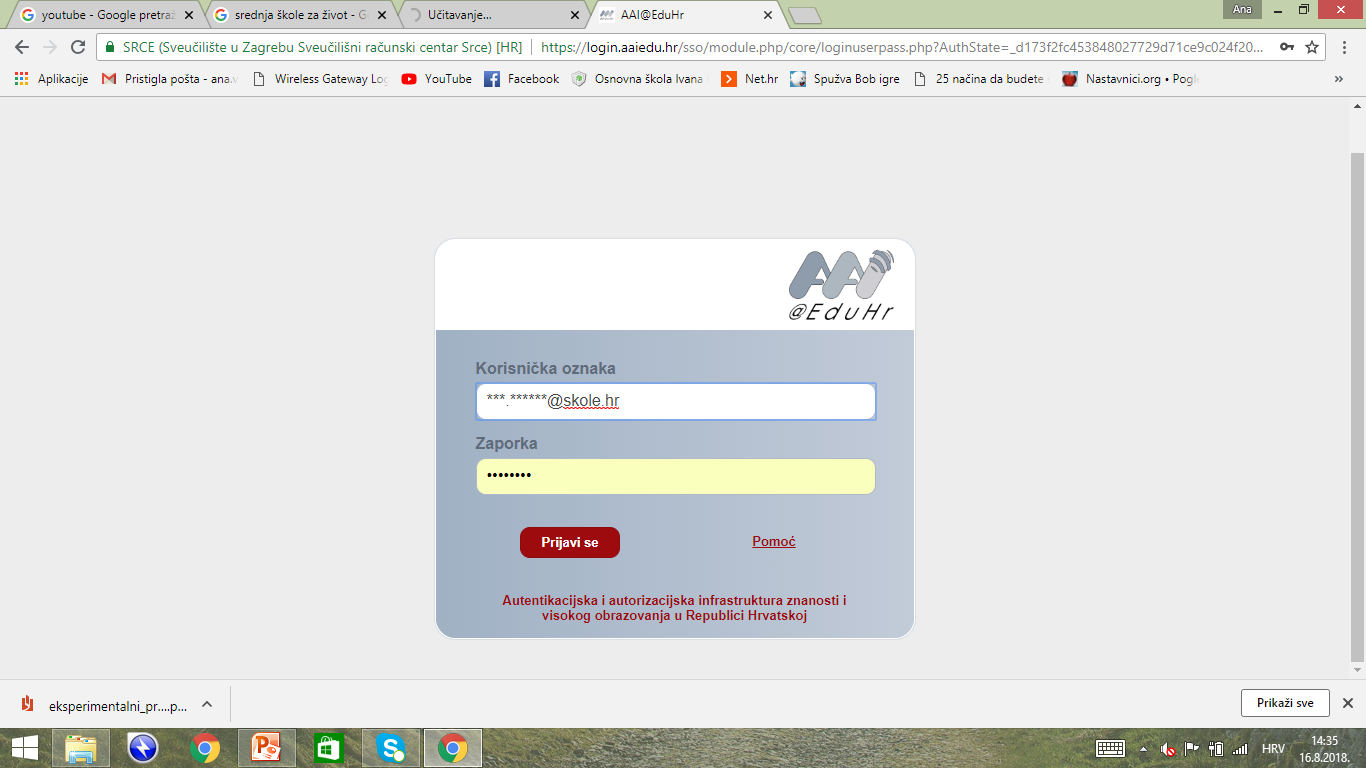 youtube - Google pretraž
srednja škole za život - G
Učitavanje...
AAI@EduHr
Ana
SRCE (Sveučilište u Zagrebu Sveučilišni računski centar Srce) [HR]
https://login.aaiedu.hr/sso/module.php/core/loginuserpass.php?AuthState=_d173f2fc453848027729d71ce9c024f20...
Aplikacije
Pristigla pošta - ana.v
Wireless Gateway Log
YouTube
Facebook
Osnovna škola Ivana
Net.hr
Spužva Bob igre
25 načina da budete
Nastavnici.org • Pogle
»
AAI
@EduHr
Korisnička oznaka
***.******@skole.hr
Zaporka
••••••••
Prijavi se
Pomoć
Autentikacijska i autorizacijska infrastruktura znanosti i
visokog obrazovanja u Republici Hrvatskoj
eksperimentalni_pr....p...
Prikaži sve
HRV
14:35
16.8.2018.